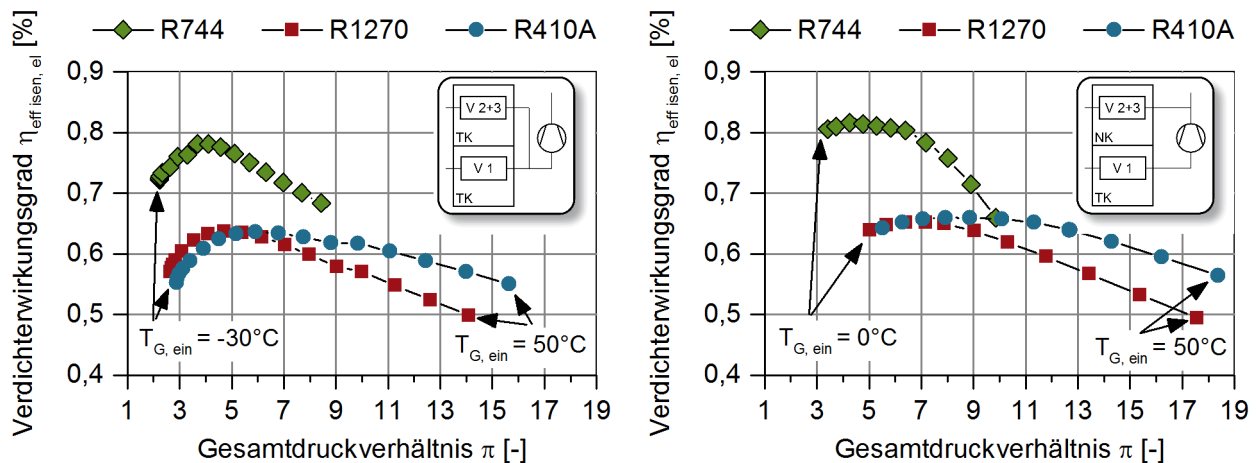 R744 R1270 R410A
Verdichterwirkungsgrad η eff isen, el [%]
0,9
0,8
0,7
0,6
0,5
0,4
V 2+3
TK
V 1
TK
T G, ein = -30°C
T G, ein = 50°C
1 3 5 7 9 11 13 15 17 19
Gesamtdruckverhältnis π [-]
R744 R1270 R410A
Verdichterwirkungsgrad η eff isen, el [%]
0,9
0,8
0,7
0,6
0,5
0,4
V 2+3
NK
V 1
TK
T G, ein = 0°C
T G, ein = 50°C
1 3 5 7 9 11 13 15 17 19
Gesamtdruckverhältnis π [-]